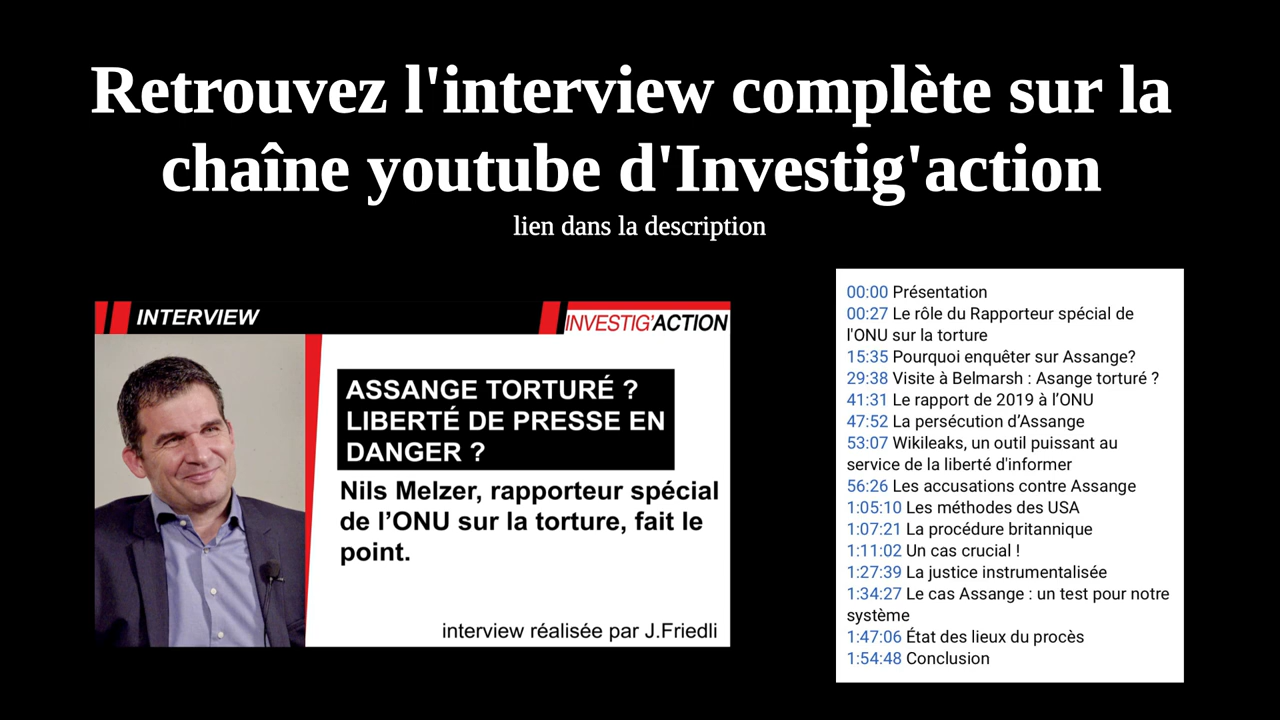 Retrouvez l'interview complète sur la
chaîne youtube d'Investig'action
lien dans la description
INTERVIEW
INVESTIG'ACTION
ASSANGE TORTURÉ ?
LIBERTÉ DE PRESSE EN
DANGER ?
Nils Melzer, rapporteur spécial
de l’ONU sur la torture, fait le
point.
interview réalisée par J.Friedli
00:00 Présentation
00:27 Le rôle du Rapporteur spécial de
l'ONU sur la torture
15:35 Pourquoi enquêter sur Assange?
29:38 Visite à Belmarsh : Asange torturé ?
41:31 Le rapport de 2019 à l’ONU
47:52 La persécution d’Assange
53:07 Wikileaks, un outil puissant au
service de la liberté d'informer
56:26 Les accusations contre Assange
1:05:10 Les méthodes des USA
1:07:21 La procédure britannique
1:11:02 Un cas crucial !
1:27:39 La justice instrumentalisée
1:34:27 Le cas Assange : un test pour notre
système
1:47:06 État des lieux du procès
1:54:48 Conclusion